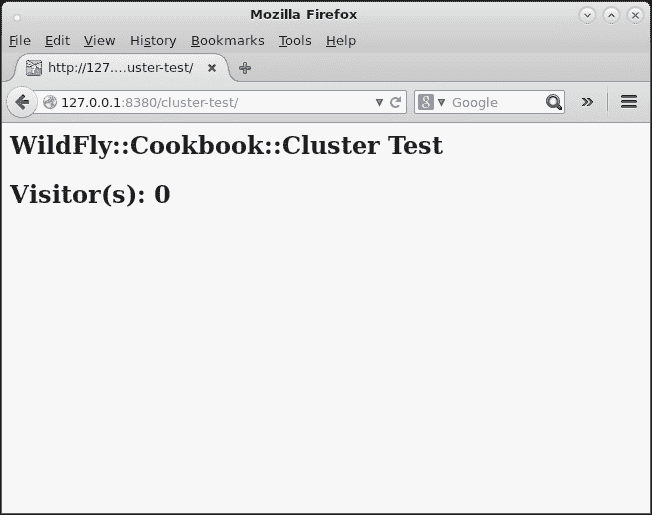 Mozilla Firefox
File Edit View History Bookmarks Tools Help
http://127....uster-test/
127.0.0.1:8380/cluster-test/ 8 Google
WildFly::Cookbook::Cluster Test
Visitor(s): 0